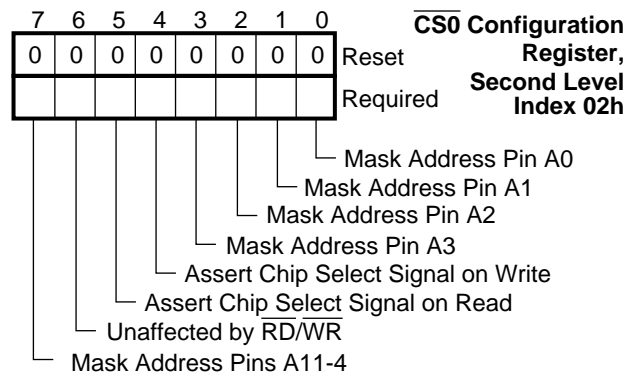 7 6 5 4 3 2 1 0
CS0 Configuration
Register,
Second Level
Index 02h
0 0 0 0 0 0 0 0 Reset
Required
Mask Address Pin A0
Mask Address Pin A1
Mask Address Pin A2
Mask Address Pin A3
Assert Chip Select Signal on Write
Assert Chip Select Signal on Read
Unaffected by RD/WR
Mask Address Pins A11-4